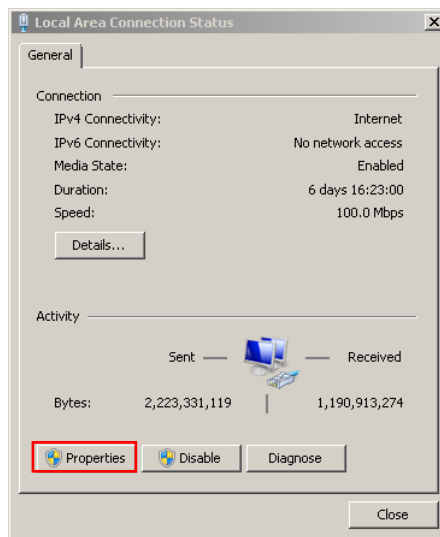 Local Area Connection Status
General
Connection
IPv4 Connectivity: Internet
IPv6 Connectivity: No network access
Media State: Enabled
Duration: 6 days 16:23:00
Speed: 100.0 Mbps
Details...
Activity
Sent Received
Bytes: 2,223,331,119 1,190,913,274
Properties Disable Diagnose
Close